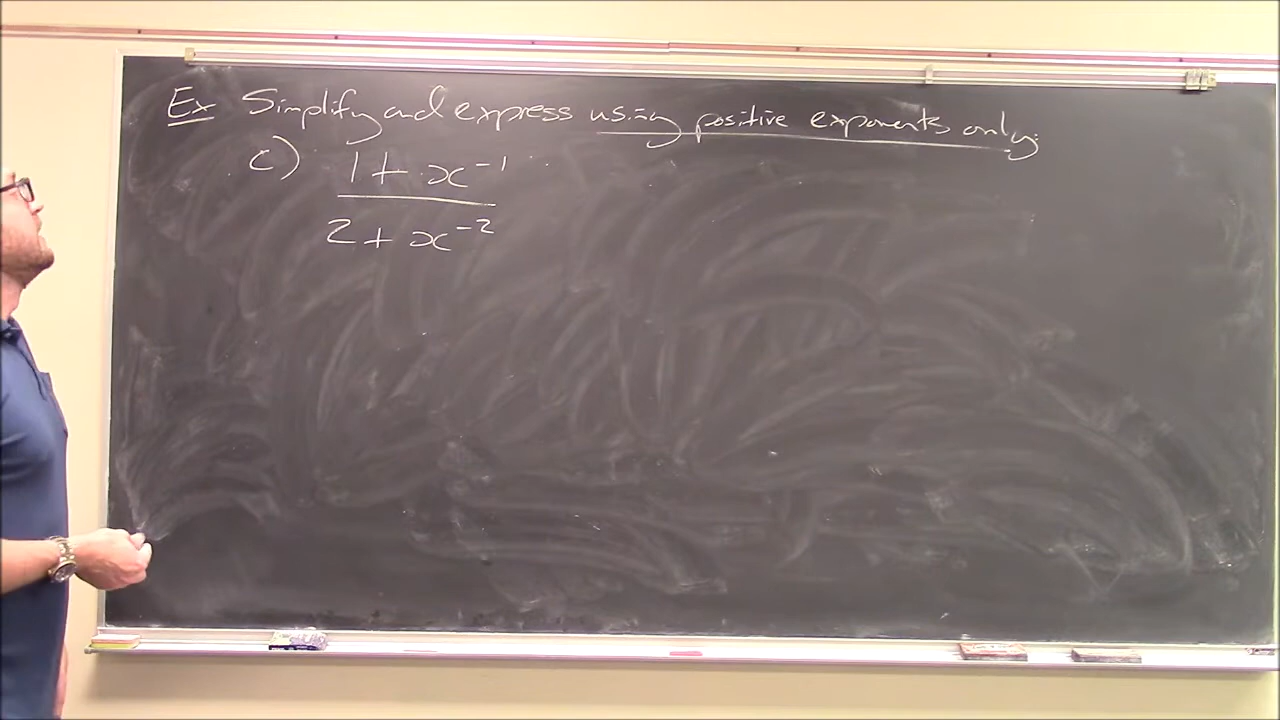 Ex Simplify and express using positive exponents only:
c) 1 + x⁻¹
2 + x⁻²